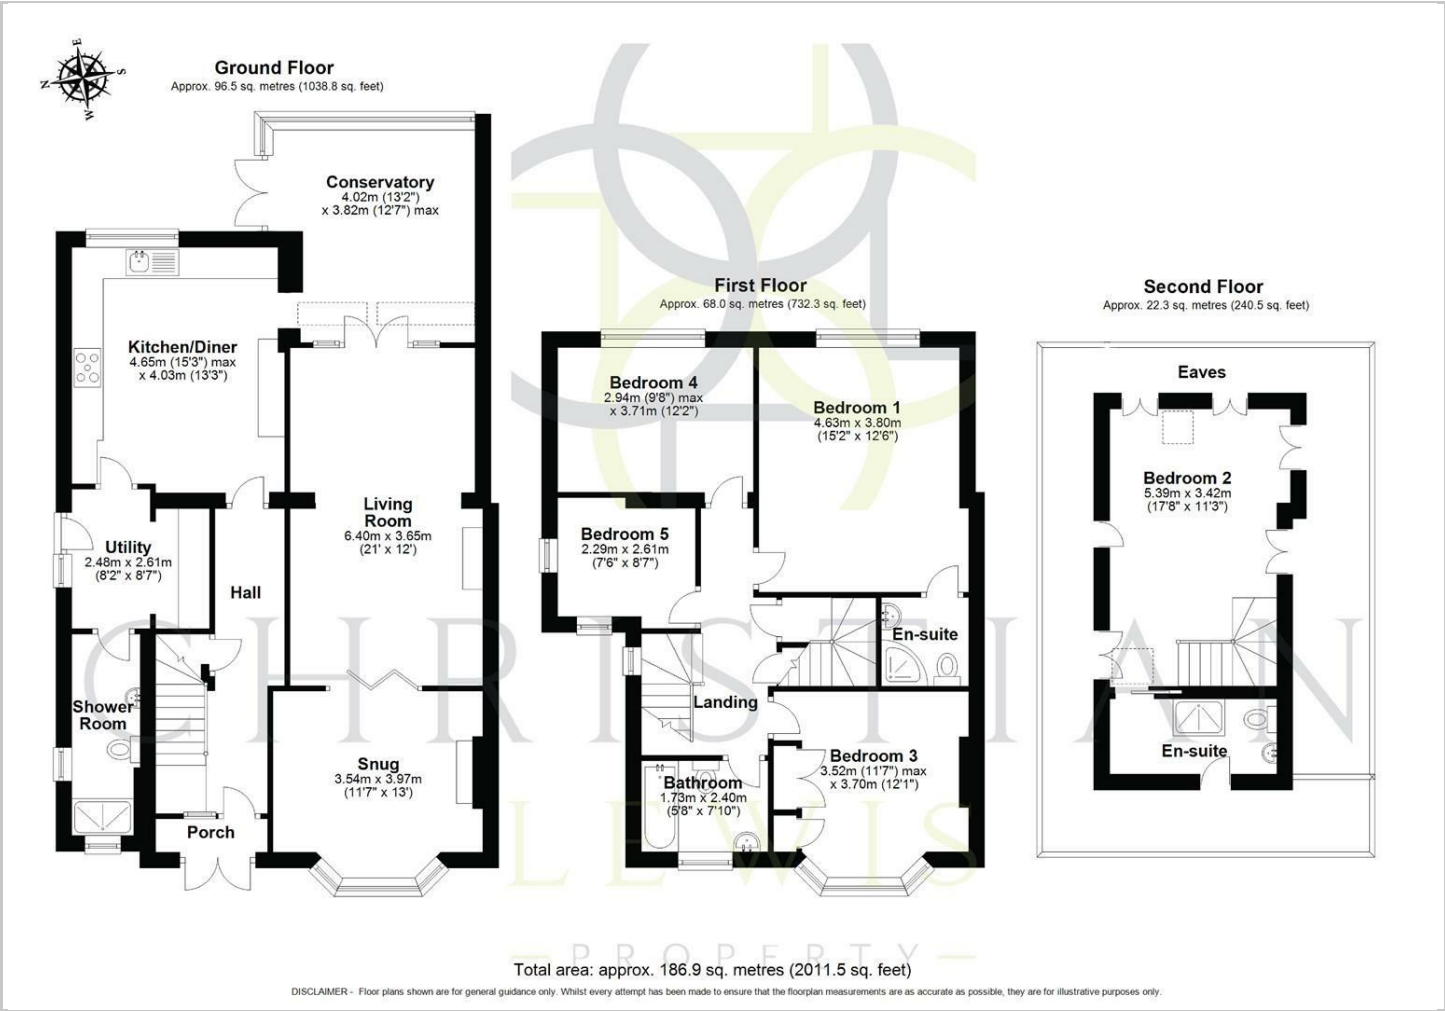 E
N
S
W
Ground Floor
Approx. 96.5 sq. metres (1038.8 sq. feet)
Conservatory
4.02m (13'2")
x 3.82m (12'7") max
Kitchen/Diner
4.65m (15'3") max
x 4.03m (13'3")
Living
Room
6.40m x 3.65m
(21' x 12')
Utility
2.48m x 2.61m
(8'2" x 8'7")
Hall
Shower
Room
Snug
3.54m x 3.97m
(11'7" x 13')
Porch
First Floor
Approx. 68.0 sq. metres (732.3 sq. feet)
Bedroom 4
2.94m (9'8") max
x 3.71m (12'2")
Bedroom 1
4.63m x 3.80m
(15'2" x 12'6")
Bedroom 5
2.29m x 2.61m
(7'6" x 8'7")
En-suite
Landing
Bedroom 3
3.52m (11'7") max
x 3.70m (12'1")
Bathroom
1.73m x 2.40m
(5'8" x 7'10")
Second Floor
Approx. 22.3 sq. metres (240.5 sq. feet)
Eaves
Bedroom 2
5.39m x 3.42m
(17'8" x 11'3")
En-suite
CHRISTIAN
LEWIS
PROPERTY
Total area: approx. 186.9 sq. metres (2011.5 sq. feet)
DISCLAIMER - Floor plans shown are for general guidance only. Whilst every attempt has been made to ensure that the floorplan measurements are as accurate as possible, they are for illustrative purposes only.